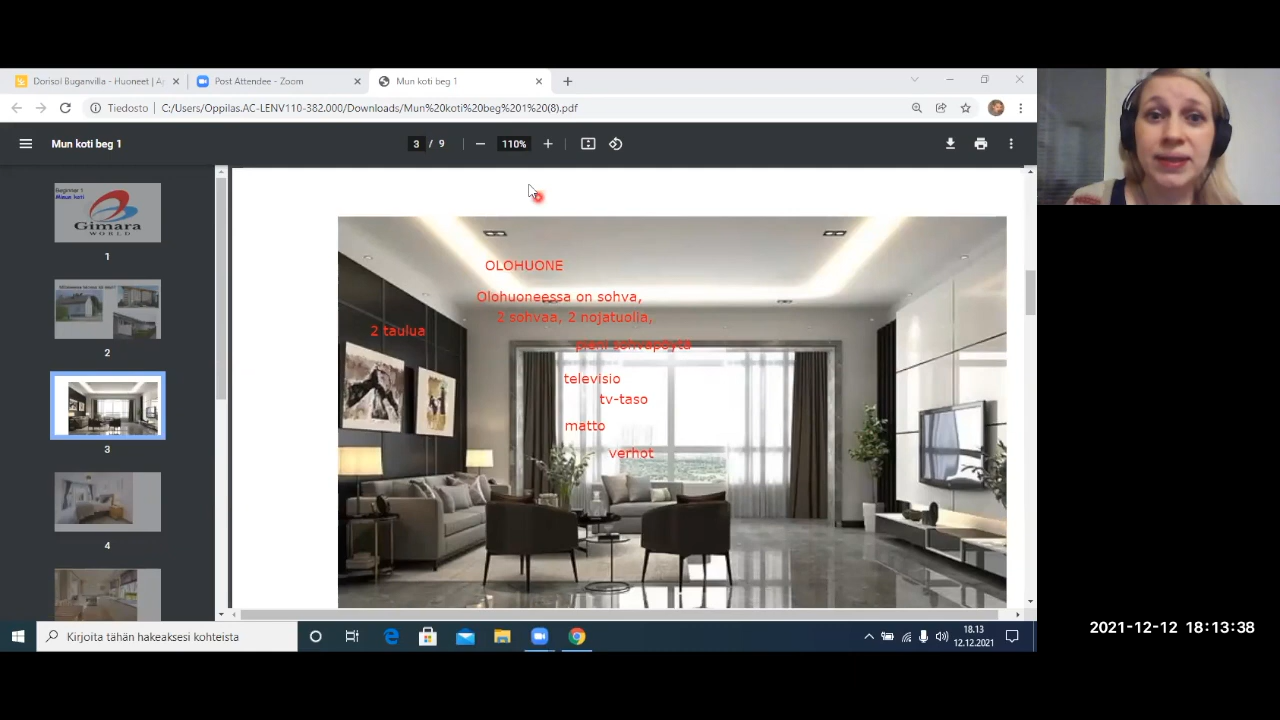 Dorisol Buganvilla - Huoneet | A
Post Attendee - Zoom
Mun koti beg 1
Tiedosto
C:/Users/Oppilas.AC-LENV110-382.000/Downloads/Mun%20koti%20beg%201%20(8).pdf
Mun koti beg 1
3 / 9
110%
Beginner 1
Minun koti
Gimara
WORLD
1
2
3
4
OLOHUONE
Olohuoneessa on sohva,
2 sohvaa, 2 nojatuolia,
pieni sohvapöytä
2 taulua
televisio
tv-taso
matto
verhot
Kirjoita tähän hakeaksesi kohteista
18.13
12.12.2021
2021-12-12 18:13:38